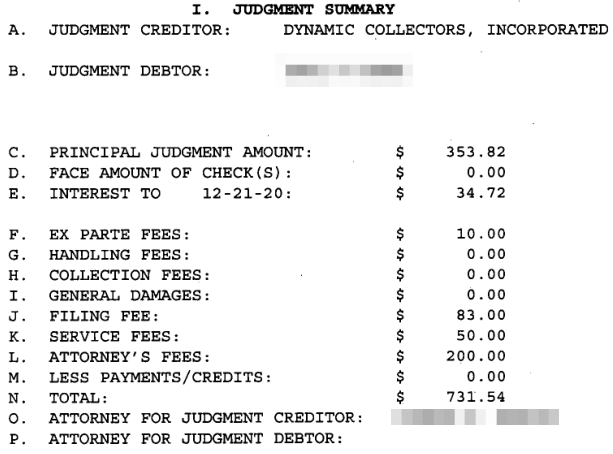 I. JUDGMENT SUMMARY
A. JUDGMENT CREDITOR: DYNAMIC COLLECTORS, INCORPORATED
B. JUDGMENT DEBTOR:
C. PRINCIPAL JUDGMENT AMOUNT: $ 353.82
D. FACE AMOUNT OF CHECK(S): $ 0.00
E. INTEREST TO 12-21-20: $ 34.72
F. EX PARTE FEES: $ 10.00
G. HANDLING FEES: $ 0.00
H. COLLECTION FEES: $ 0.00
I. GENERAL DAMAGES: $ 0.00
J. FILING FEE: $ 83.00
K. SERVICE FEES: $ 50.00
L. ATTORNEY'S FEES: $ 200.00
M. LESS PAYMENTS/CREDITS: $ 0.00
N. TOTAL: $ 731.54
O. ATTORNEY FOR JUDGMENT CREDITOR:
P. ATTORNEY FOR JUDGMENT DEBTOR: